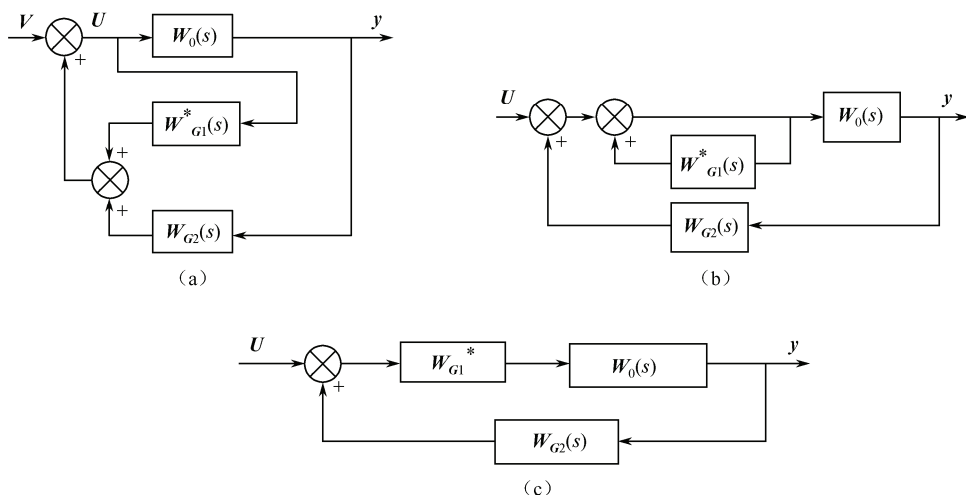 V U W₀(s) y
+
W*G1(s)
+
+
WG2(s)
(a)
U W₀(s) y
+ +
W*G1(s)
WG2(s)
(b)
U WG1* W₀(s) y
+
WG2(s)
(c)